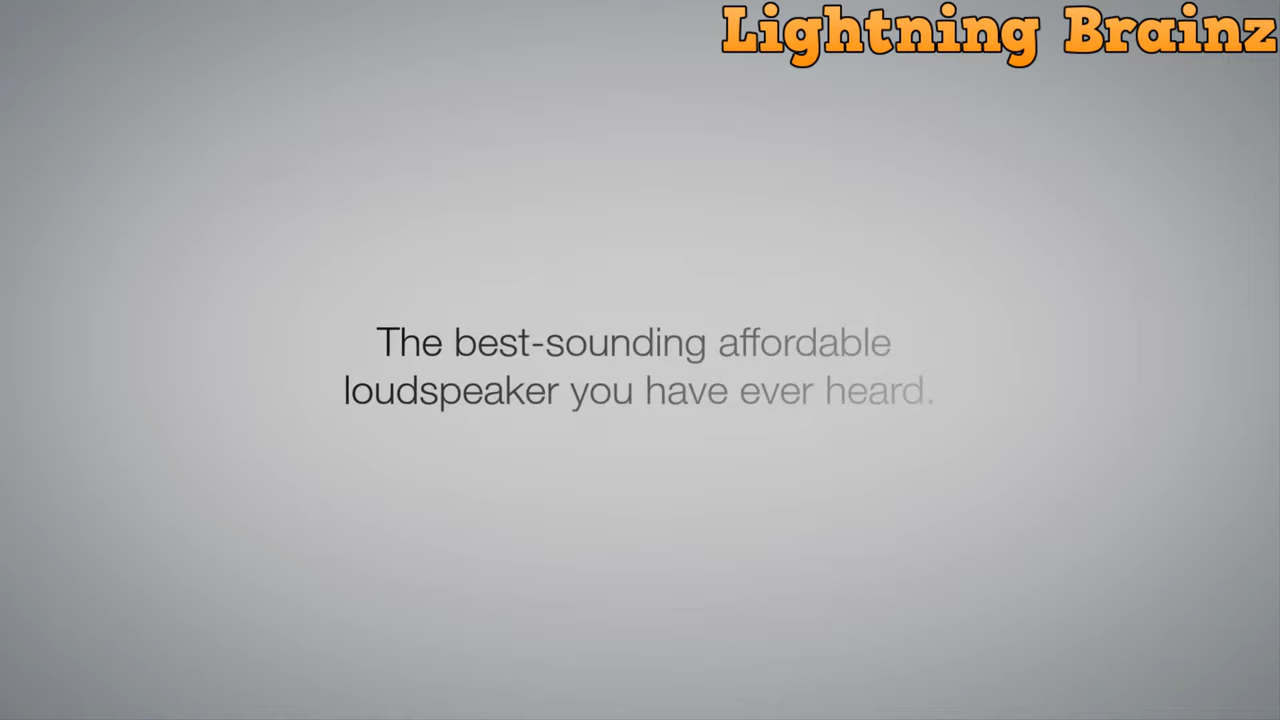 Lightning Brainz
The best-sounding affordable
loudspeaker you have ever heard.